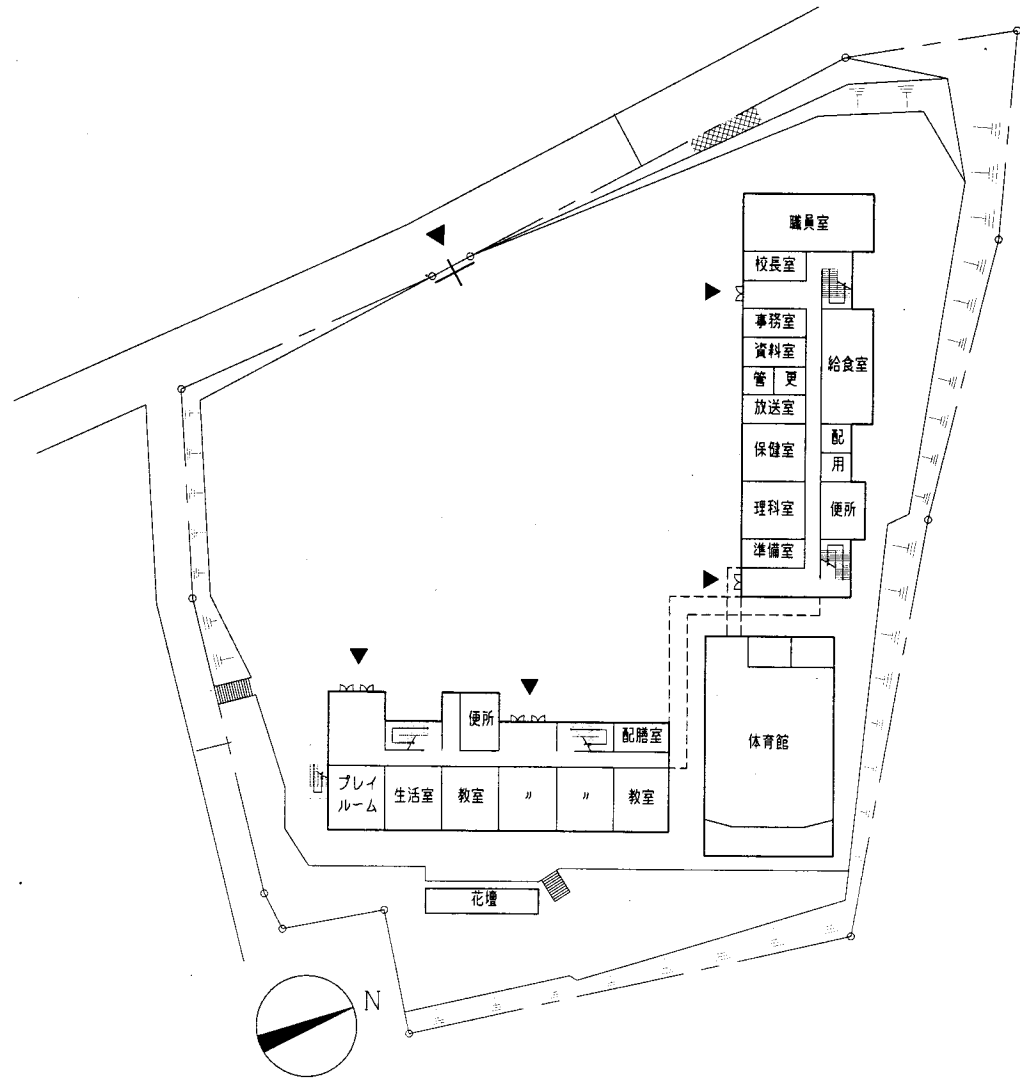 職員室
校長室
事務室
資料室
給食室
管
更
放送室
配
保健室
用
理科室
便所
準備室
便所
配膳室
体育館
プレイ
ルーム
生活室
教室
〃
〃
教室
花壇
N